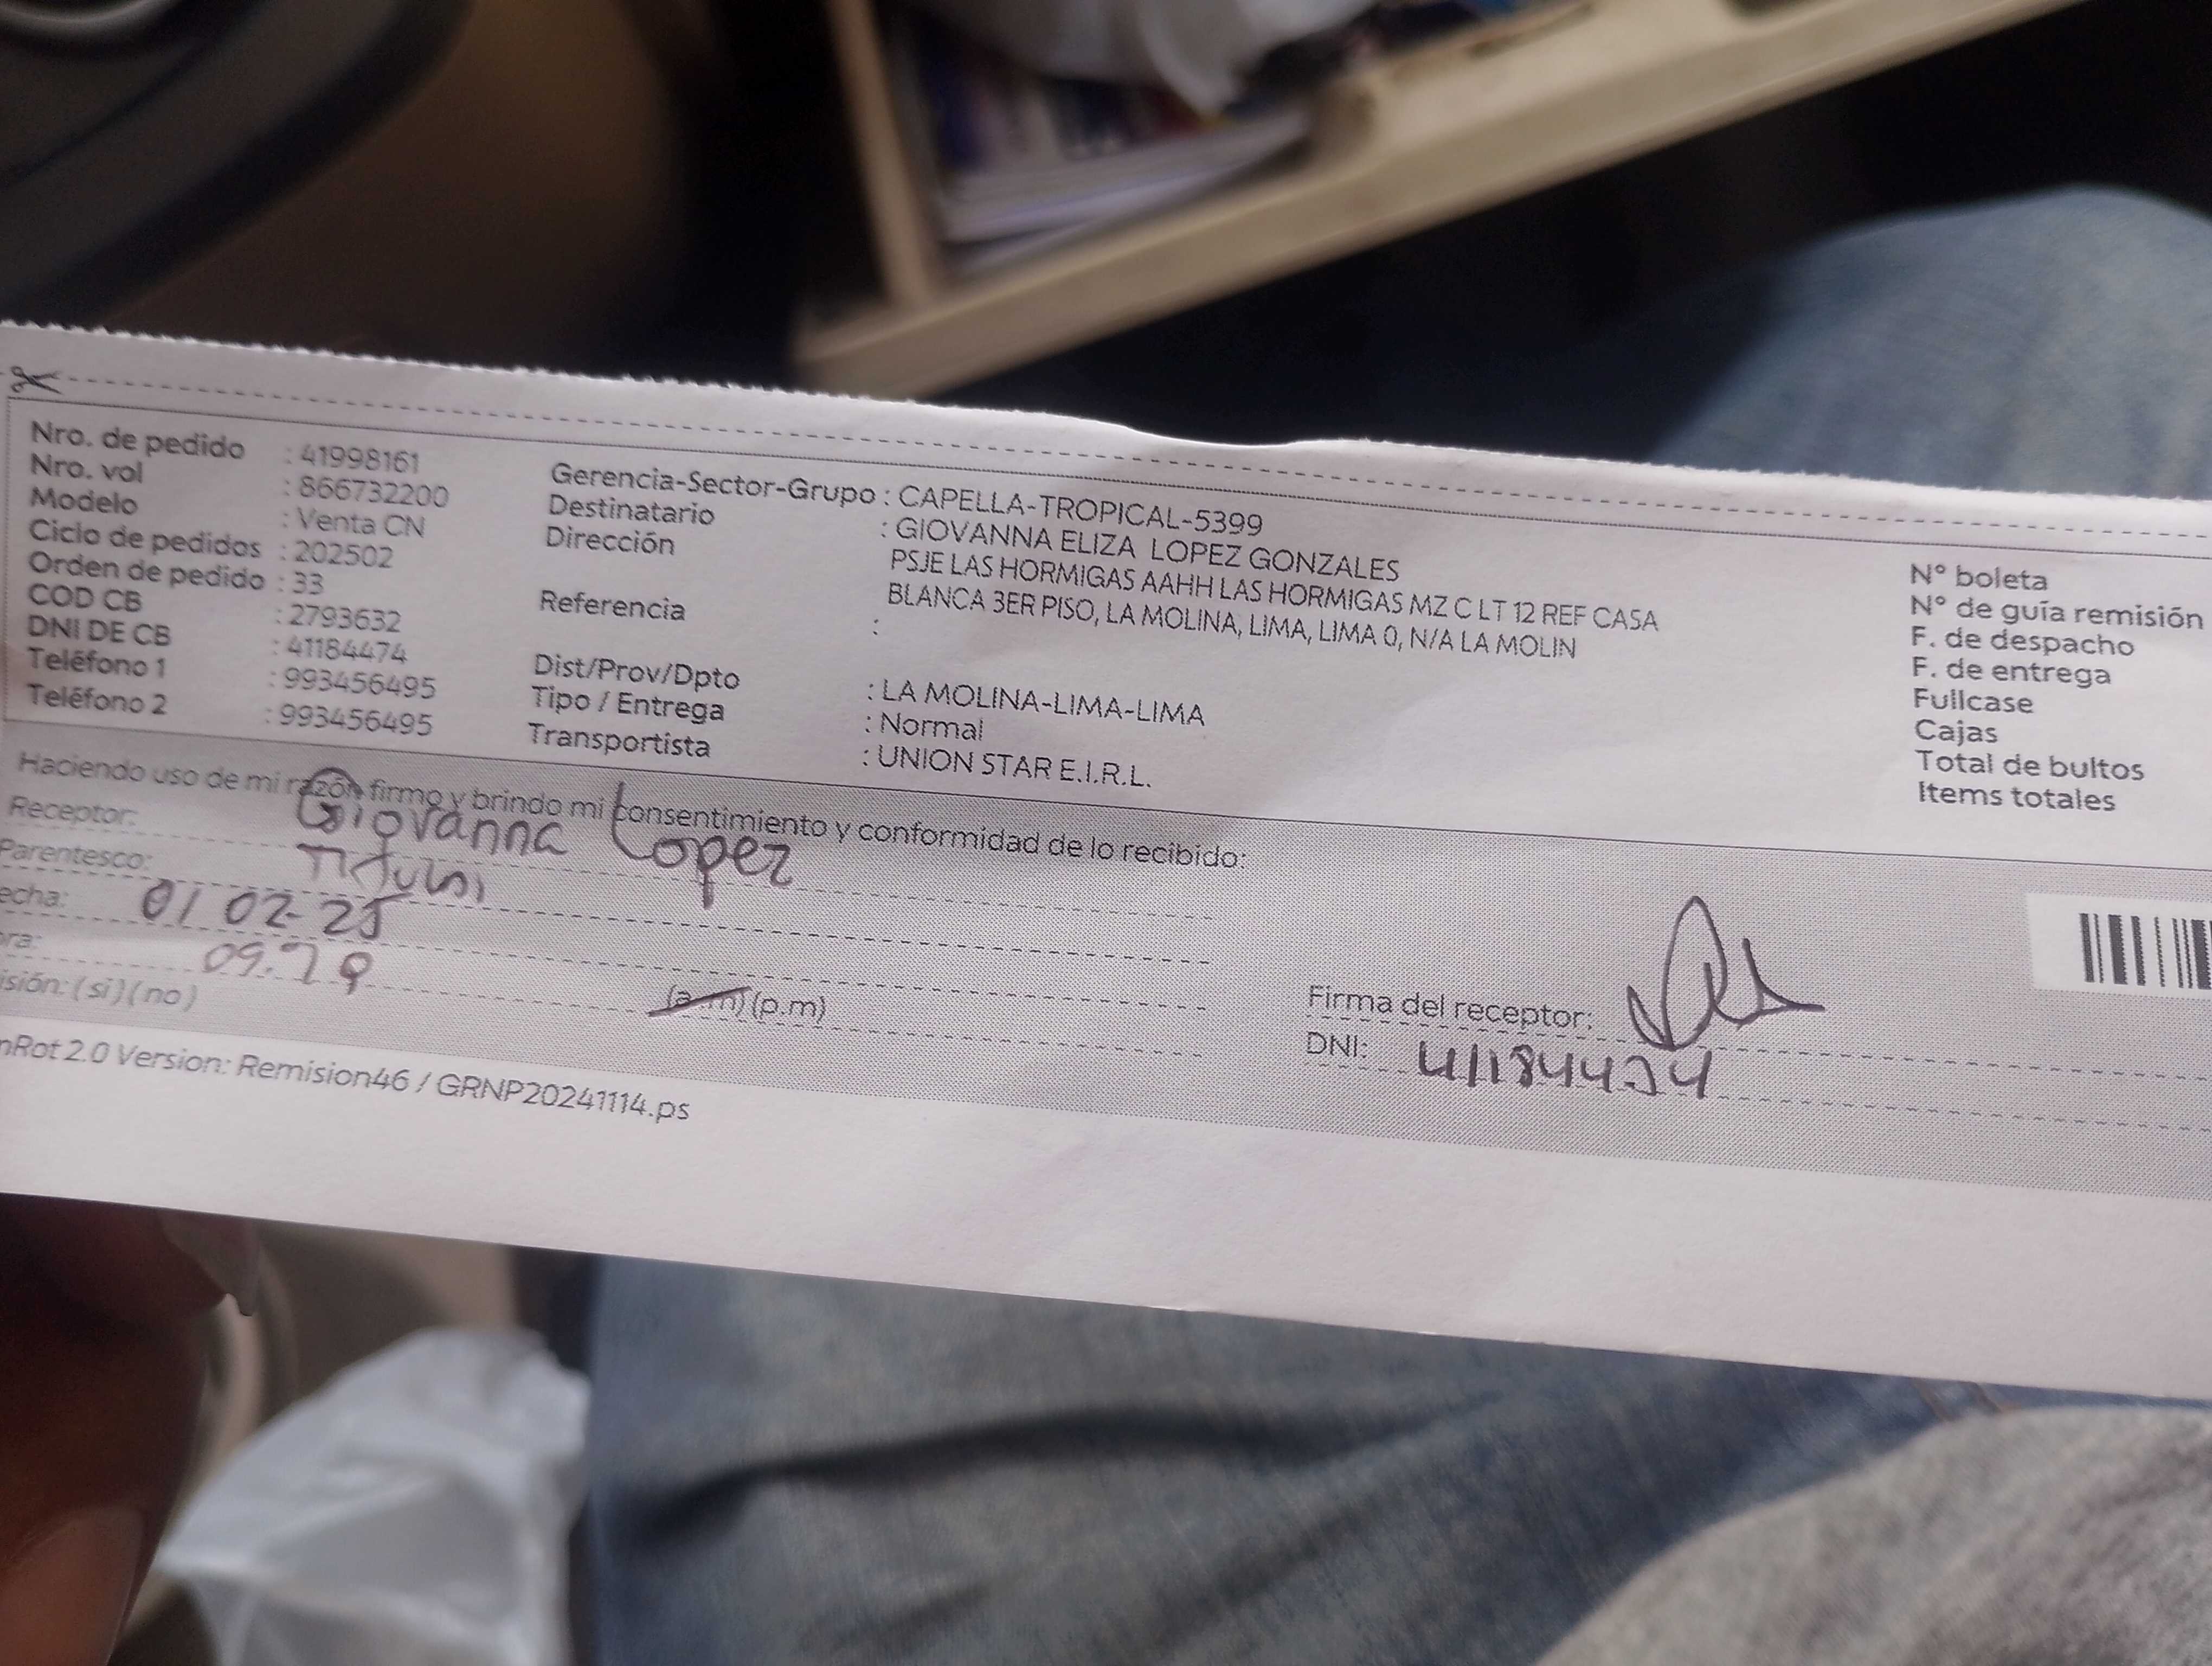 Nro. de pedido : 41998161
Nro. vol : 866732200
Modelo : Venta CN
Ciclo de pedidos : 202502
Orden de pedido : 33
COD CB : 2793632
DNI DE CB : 41184474
Teléfono 1 : 993456495
Teléfono 2 : 993456495
Gerencia-Sector-Grupo : CAPELLA-TROPICAL-5399
Destinatario : GIOVANNA ELIZA LOPEZ GONZALES
Dirección PSJE LAS HORMIGAS AAHH LAS HORMIGAS MZ C LT 12 REF CASA
BLANCA 3ER PISO, LA MOLINA, LIMA, LIMA 0, N/A LA MOLIN
Referencia :
Dist/Prov/Dpto : LA MOLINA-LIMA-LIMA
Tipo / Entrega : Normal
Transportista : UNION STAR E.I.R.L.
N° boleta
N° de guía remisión
F. de despacho
F. de entrega
Fullcase
Cajas
Total de bultos
Items totales
Haciendo uso de mi razón firmo y brindo mi consentimiento y conformidad de lo recibido:
Receptor: Giovanna Lopez
Parentesco:
echa: 01 02-25
ora: (a.m) (p.m)
isión: (si) (no)
Firma del receptor:
DNI: 41184474
nRot 2.0 Version: Remision46 / GRNP20241114.ps